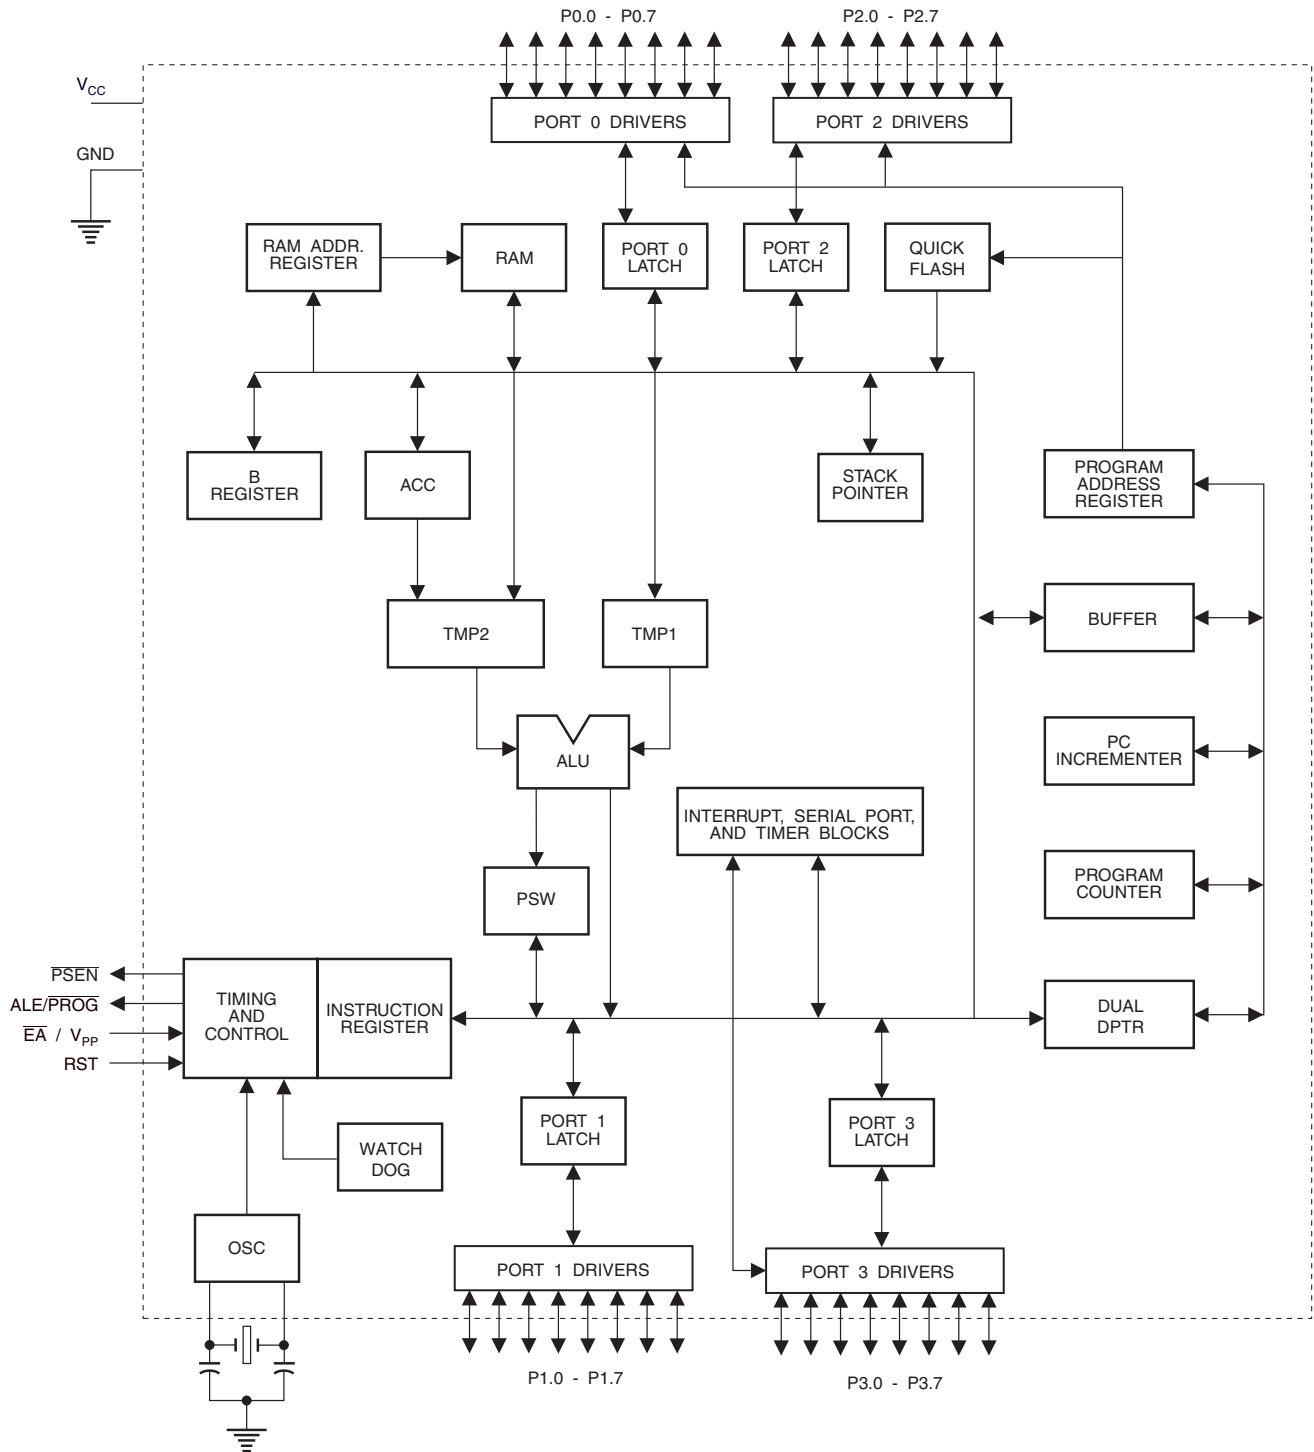 P0.0 - P0.7
P2.0 - P2.7
VCC
PORT 0 DRIVERS
PORT 2 DRIVERS
GND
RAM ADDR.
REGISTER
RAM
PORT 0
LATCH
PORT 2
LATCH
QUICK
FLASH
B
REGISTER
ACC
STACK
POINTER
PROGRAM
ADDRESS
REGISTER
TMP2
TMP1
BUFFER
ALU
PC
INCREMENTER
INTERRUPT, SERIAL PORT,
AND TIMER BLOCKS
PSW
PROGRAM
COUNTER
PSEN
ALE/PROG
EA / VPP
RST
TIMING
AND
CONTROL
INSTRUCTION
REGISTER
DUAL
DPTR
PORT 1
LATCH
PORT 3
LATCH
WATCH
DOG
OSC
PORT 1 DRIVERS
PORT 3 DRIVERS
P1.0 - P1.7
P3.0 - P3.7